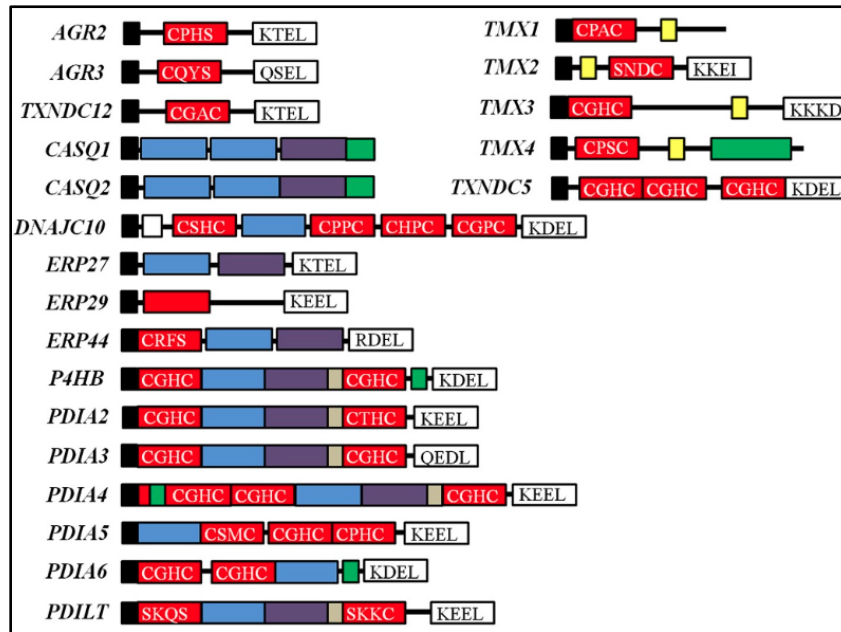 AGR2 CPHS KTEL
AGR3 CQYS QSEL
TXNDC12 CGAC KTEL
CASQ1
CASQ2
DNAJC10 CSHC CPPC CHPC CGPC KDEL
ERP27 KTEL
ERP29 KEEL
ERP44 CRFS RDEL
P4HB CGHC CGHC KDEL
PDIA2 CGHC CTHC KEEL
PDIA3 CGHC CGHC QEDL
PDIA4 CGHC CGHC CGHC KEEL
PDIA5 CSMC CGHC CPHC KEEL
PDIA6 CGHC CGHC KDEL
PDILT SKQS SKKC KEEL
TMX1 CPAC
TMX2 SNDC KKEI
TMX3 CGHC KKKD
TMX4 CPSC
TXNDC5 CGHC CGHC CGHC KDEL